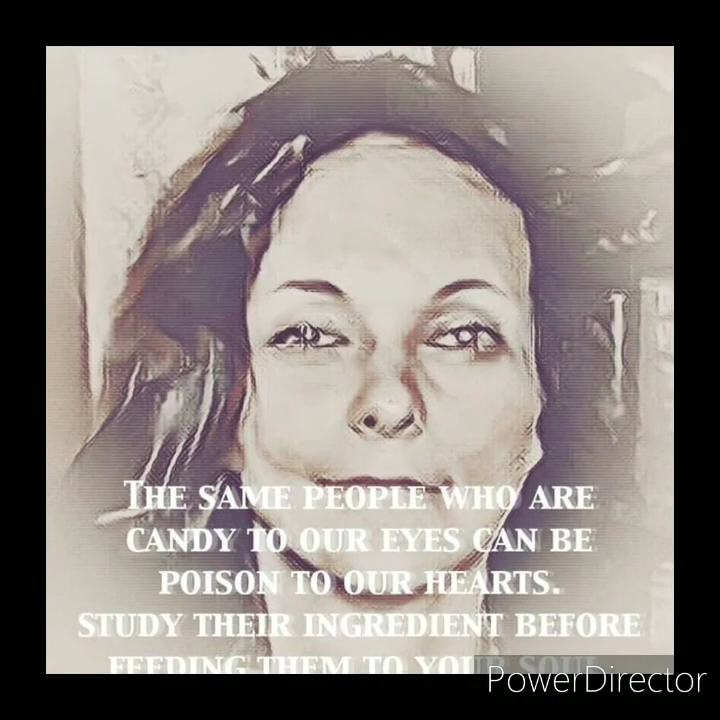 THE SAME PEOPLE WHO ARE
CANDY TO OUR EYES CAN BE
POISON TO OUR HEARTS.
STUDY THEIR INGREDIENT BEFORE
FEEDING THEM TO YOUR SOUL
PowerDirector